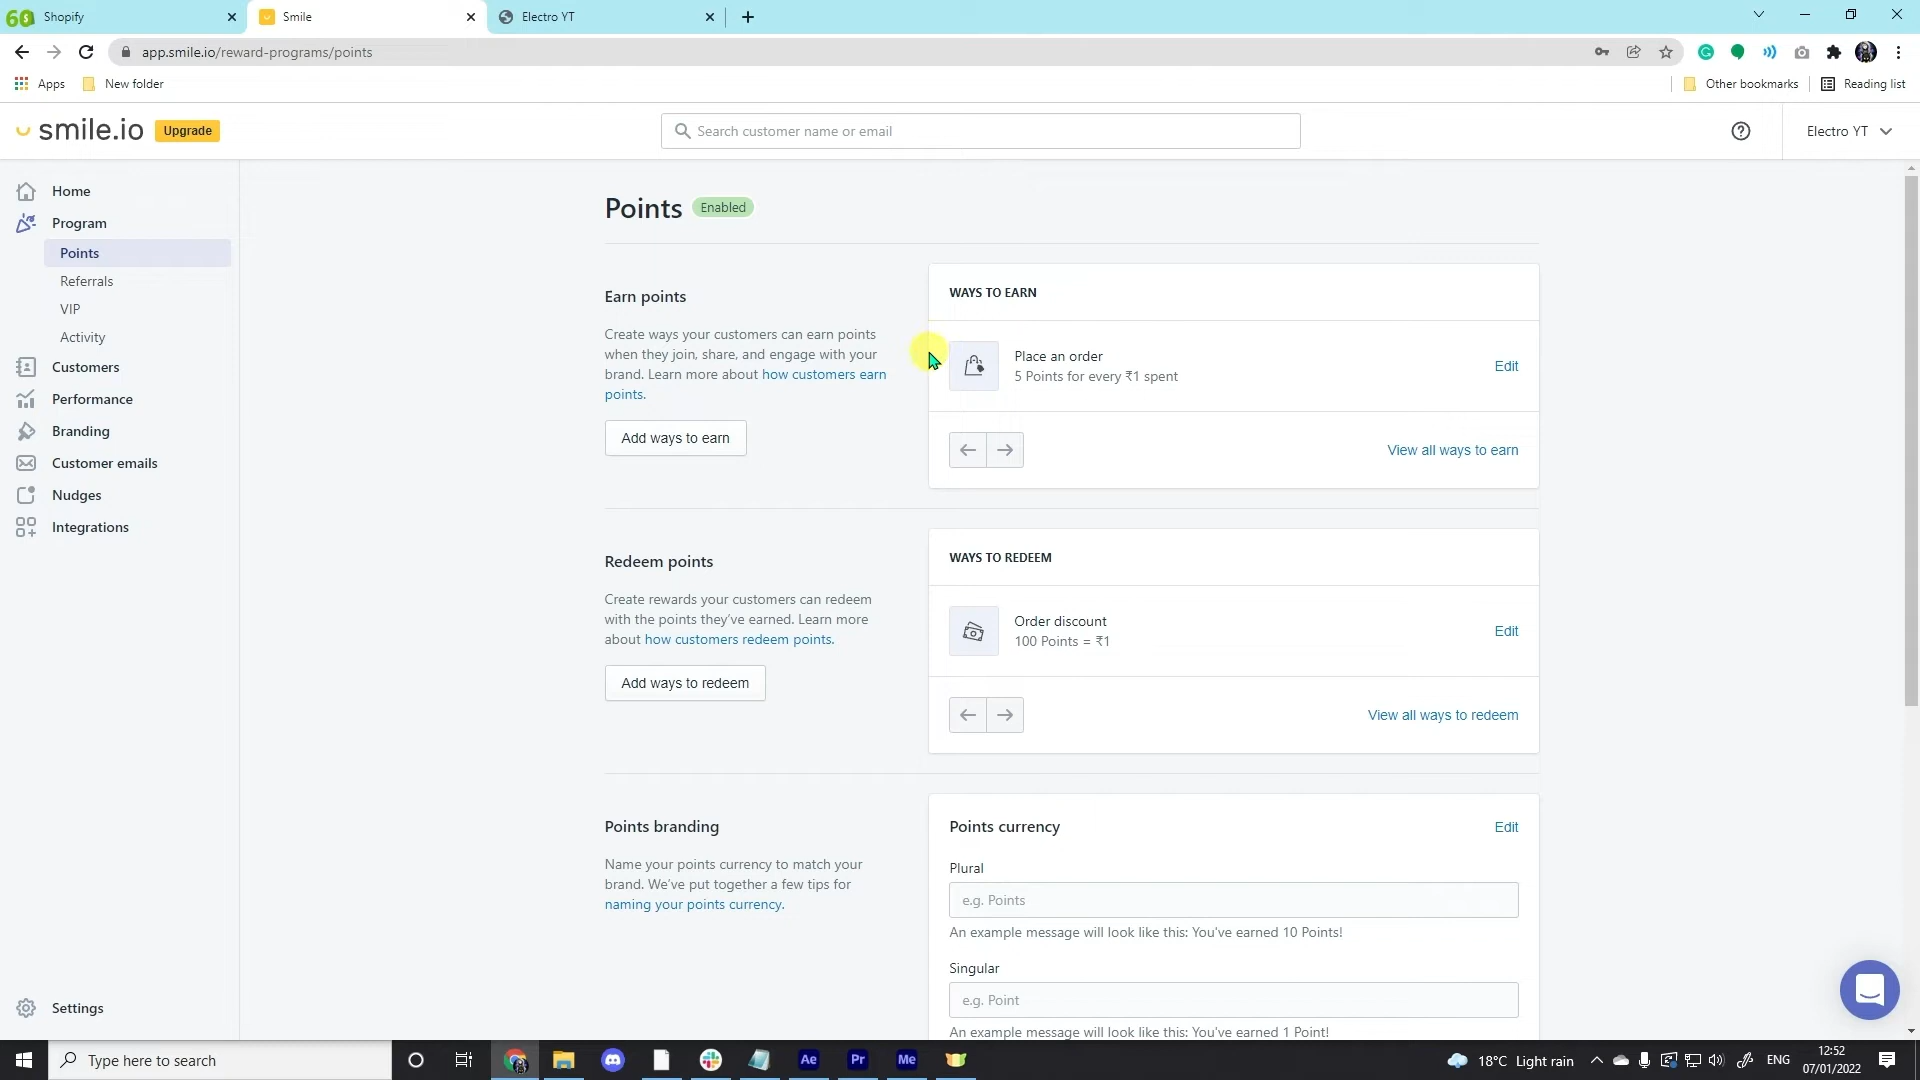 Shopify
Smile
Electro YT
app.smile.io/reward-programs/points
Apps
New folder
Other bookmarks
Reading list
smile.io
Upgrade
Search customer name or email
Electro YT
Home
Program
Points
Referrals
VIP
Activity
Customers
Performance
Branding
Customer emails
Nudges
Integrations
Settings
Points
Enabled
Earn points
Create ways your customers can earn points
when they join, share, and engage with your
brand. Learn more about how customers earn
points.
Add ways to earn
WAYS TO EARN
Place an order
5 Points for every ₹1 spent
Edit
View all ways to earn
Redeem points
Create rewards your customers can redeem
with the points they've earned. Learn more
about how customers redeem points.
Add ways to redeem
WAYS TO REDEEM
Order discount
100 Points = ₹1
Edit
View all ways to redeem
Points branding
Name your points currency to match your
brand. We've put together a few tips for
naming your points currency.
Points currency
Edit
Plural
e.g. Points
An example message will look like this: You've earned 10 Points!
Singular
e.g. Point
An example message will look like this: You've earned 1 Point!
Type here to search
Ae
Pr
Me
18°C Light rain
ENG
12:52
07/01/2022